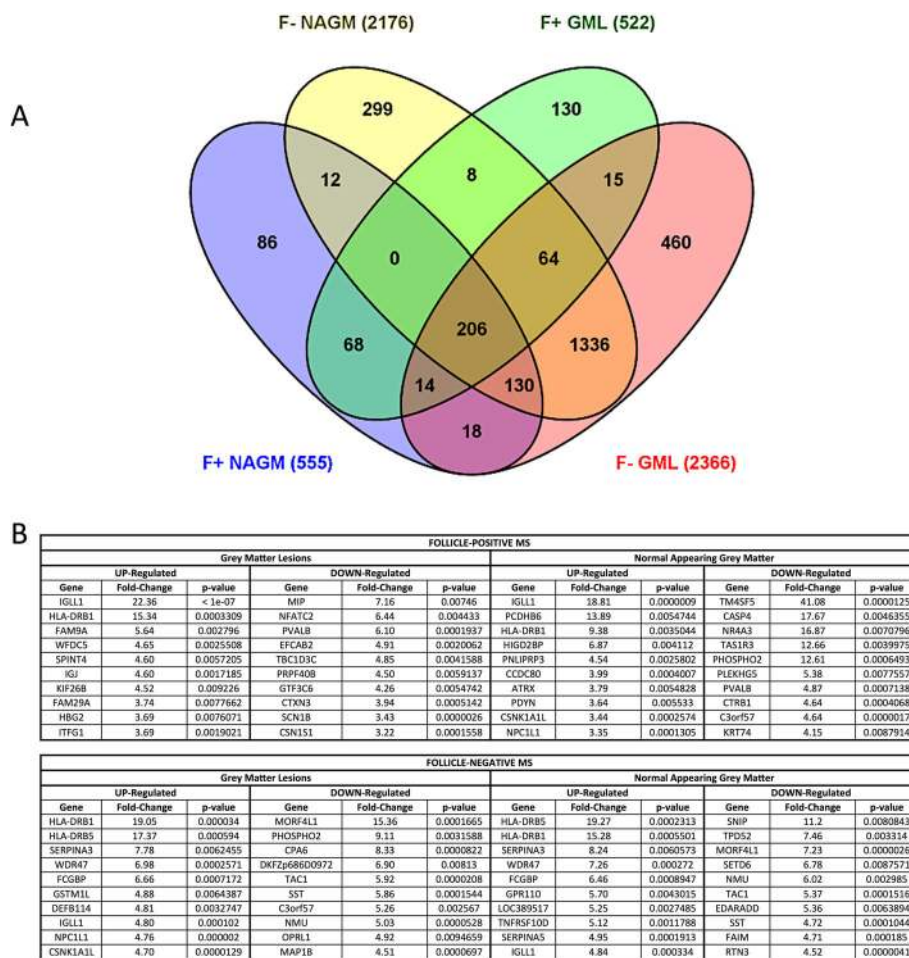 F- NAGM (2176) F+ GML (522)
A
299 130
12 8 15
86 0 64 460
206
68 1336
14 130
18
F+ NAGM (555) F- GML (2366)
B
FOLLICLE-POSITIVE MS
Grey Matter Lesions Normal Appearing Grey Matter
UP-Regulated DOWN-Regulated UP-Regulated DOWN-Regulated
Gene Fold-Change p-value Gene Fold-Change p-value Gene Fold-Change p-value Gene Fold-Change p-value
IGLL1 22.36 < 1e-07 MIP 7.16 0.00746 IGLL1 18.81 0.0000009 TM4SF5 41.08 0.0000125
HLA-DRB1 15.34 0.0003309 NFATC2 6.44 0.004433 PCDHB6 13.89 0.0054744 CASP4 17.67 0.0046355
FAM9A 5.64 0.002796 PVALB 6.10 0.0001937 HLA-DRB1 9.38 0.0035044 NR4A3 16.87 0.0070796
WFDC5 4.65 0.0025508 EFCAB2 4.91 0.0020062 HIGD2BP 6.87 0.004112 TAS1R3 12.66 0.0039975
SPINT4 4.60 0.0057205 TBC1D3C 4.85 0.0041588 PNLIPRP3 4.54 0.0025802 PHOSPHO2 12.61 0.0006493
IGJ 4.60 0.0017185 PRPF40B 4.50 0.0059137 CCDC80 3.99 0.0004007 PLEKHG5 5.38 0.0077557
KIF26B 4.52 0.009226 GTF3C6 4.26 0.0054742 ATRX 3.79 0.0054828 PVALB 4.87 0.0007138
FAM29A 3.74 0.0077662 CTXN3 3.94 0.0005142 PDYN 3.64 0.005533 CTRB1 4.64 0.0004068
HBG2 3.69 0.0076071 SCN1B 3.43 0.0000026 CSNK1A1L 3.44 0.0002574 C3orf57 4.64 0.0000017
ITFG1 3.69 0.0019021 CSN1S1 3.22 0.0001558 NPC1L1 3.35 0.0001305 KRT74 4.15 0.0087914
FOLLICLE-NEGATIVE MS
Grey Matter Lesions Normal Appearing Grey Matter
UP-Regulated DOWN-Regulated UP-Regulated DOWN-Regulated
Gene Fold-Change p-value Gene Fold-Change p-value Gene Fold-Change p-value Gene Fold-Change p-value
HLA-DRB1 19.05 0.000034 MORF4L1 15.36 0.0001665 HLA-DRB5 19.27 0.0002313 SNIP 11.2 0.0080843
HLA-DRB5 17.37 0.000594 PHOSPHO2 9.11 0.0031588 HLA-DRB1 15.28 0.0005501 TPD52 7.46 0.003314
SERPINA3 7.78 0.0062455 CPA6 8.33 0.0000822 SERPINA3 8.24 0.0060573 MORF4L1 7.23 0.0000026
WDR47 6.98 0.0002571 DKFZp686D0972 6.90 0.00813 WDR47 7.26 0.000272 SETD6 6.78 0.0087571
FCGBP 6.66 0.0007172 TAC1 5.92 0.0000208 FCGBP 6.46 0.0008947 NMU 6.02 0.002985
GSTM1L 4.88 0.0064387 SST 5.86 0.0001544 GPR110 5.70 0.0043015 TAC1 5.37 0.0001516
DEFB114 4.81 0.0032747 C3orf57 5.26 0.002567 LOC389517 5.25 0.0027485 EDARADD 5.36 0.0063894
IGLL1 4.80 0.000102 NMU 5.03 0.0000528 TNFRSF10D 5.12 0.0011788 SST 4.72 0.0001044
NPC1L1 4.76 0.000002 OPRL1 4.92 0.0094659 SERPINA5 4.95 0.0001913 FAIM 4.71 0.000185
CSNK1A1L 4.70 0.0000129 MAP1B 4.51 0.0000697 IGLL1 4.84 0.000334 RTN3 4.52 0.0000041